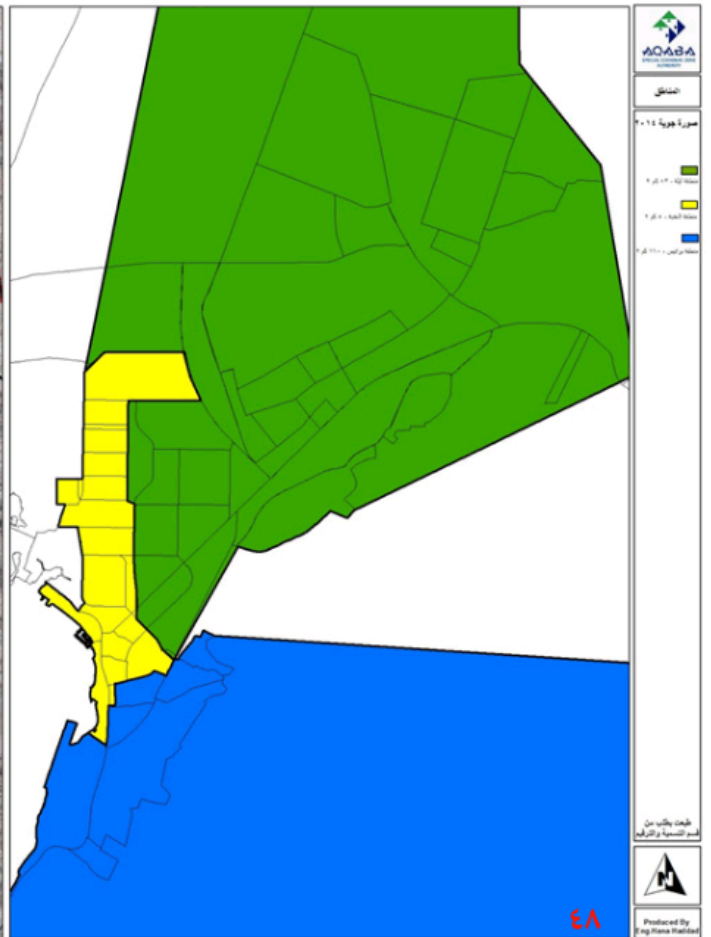 AQABA
SPECIAL ECONOMIC ZONE
AUTHORITY
المناطق
صورة جوية ٢٠١٤
طبعت بطلب من
قسم التسمية والترقيم
N
Produced By
Eng.Hana Haddad
٤٨